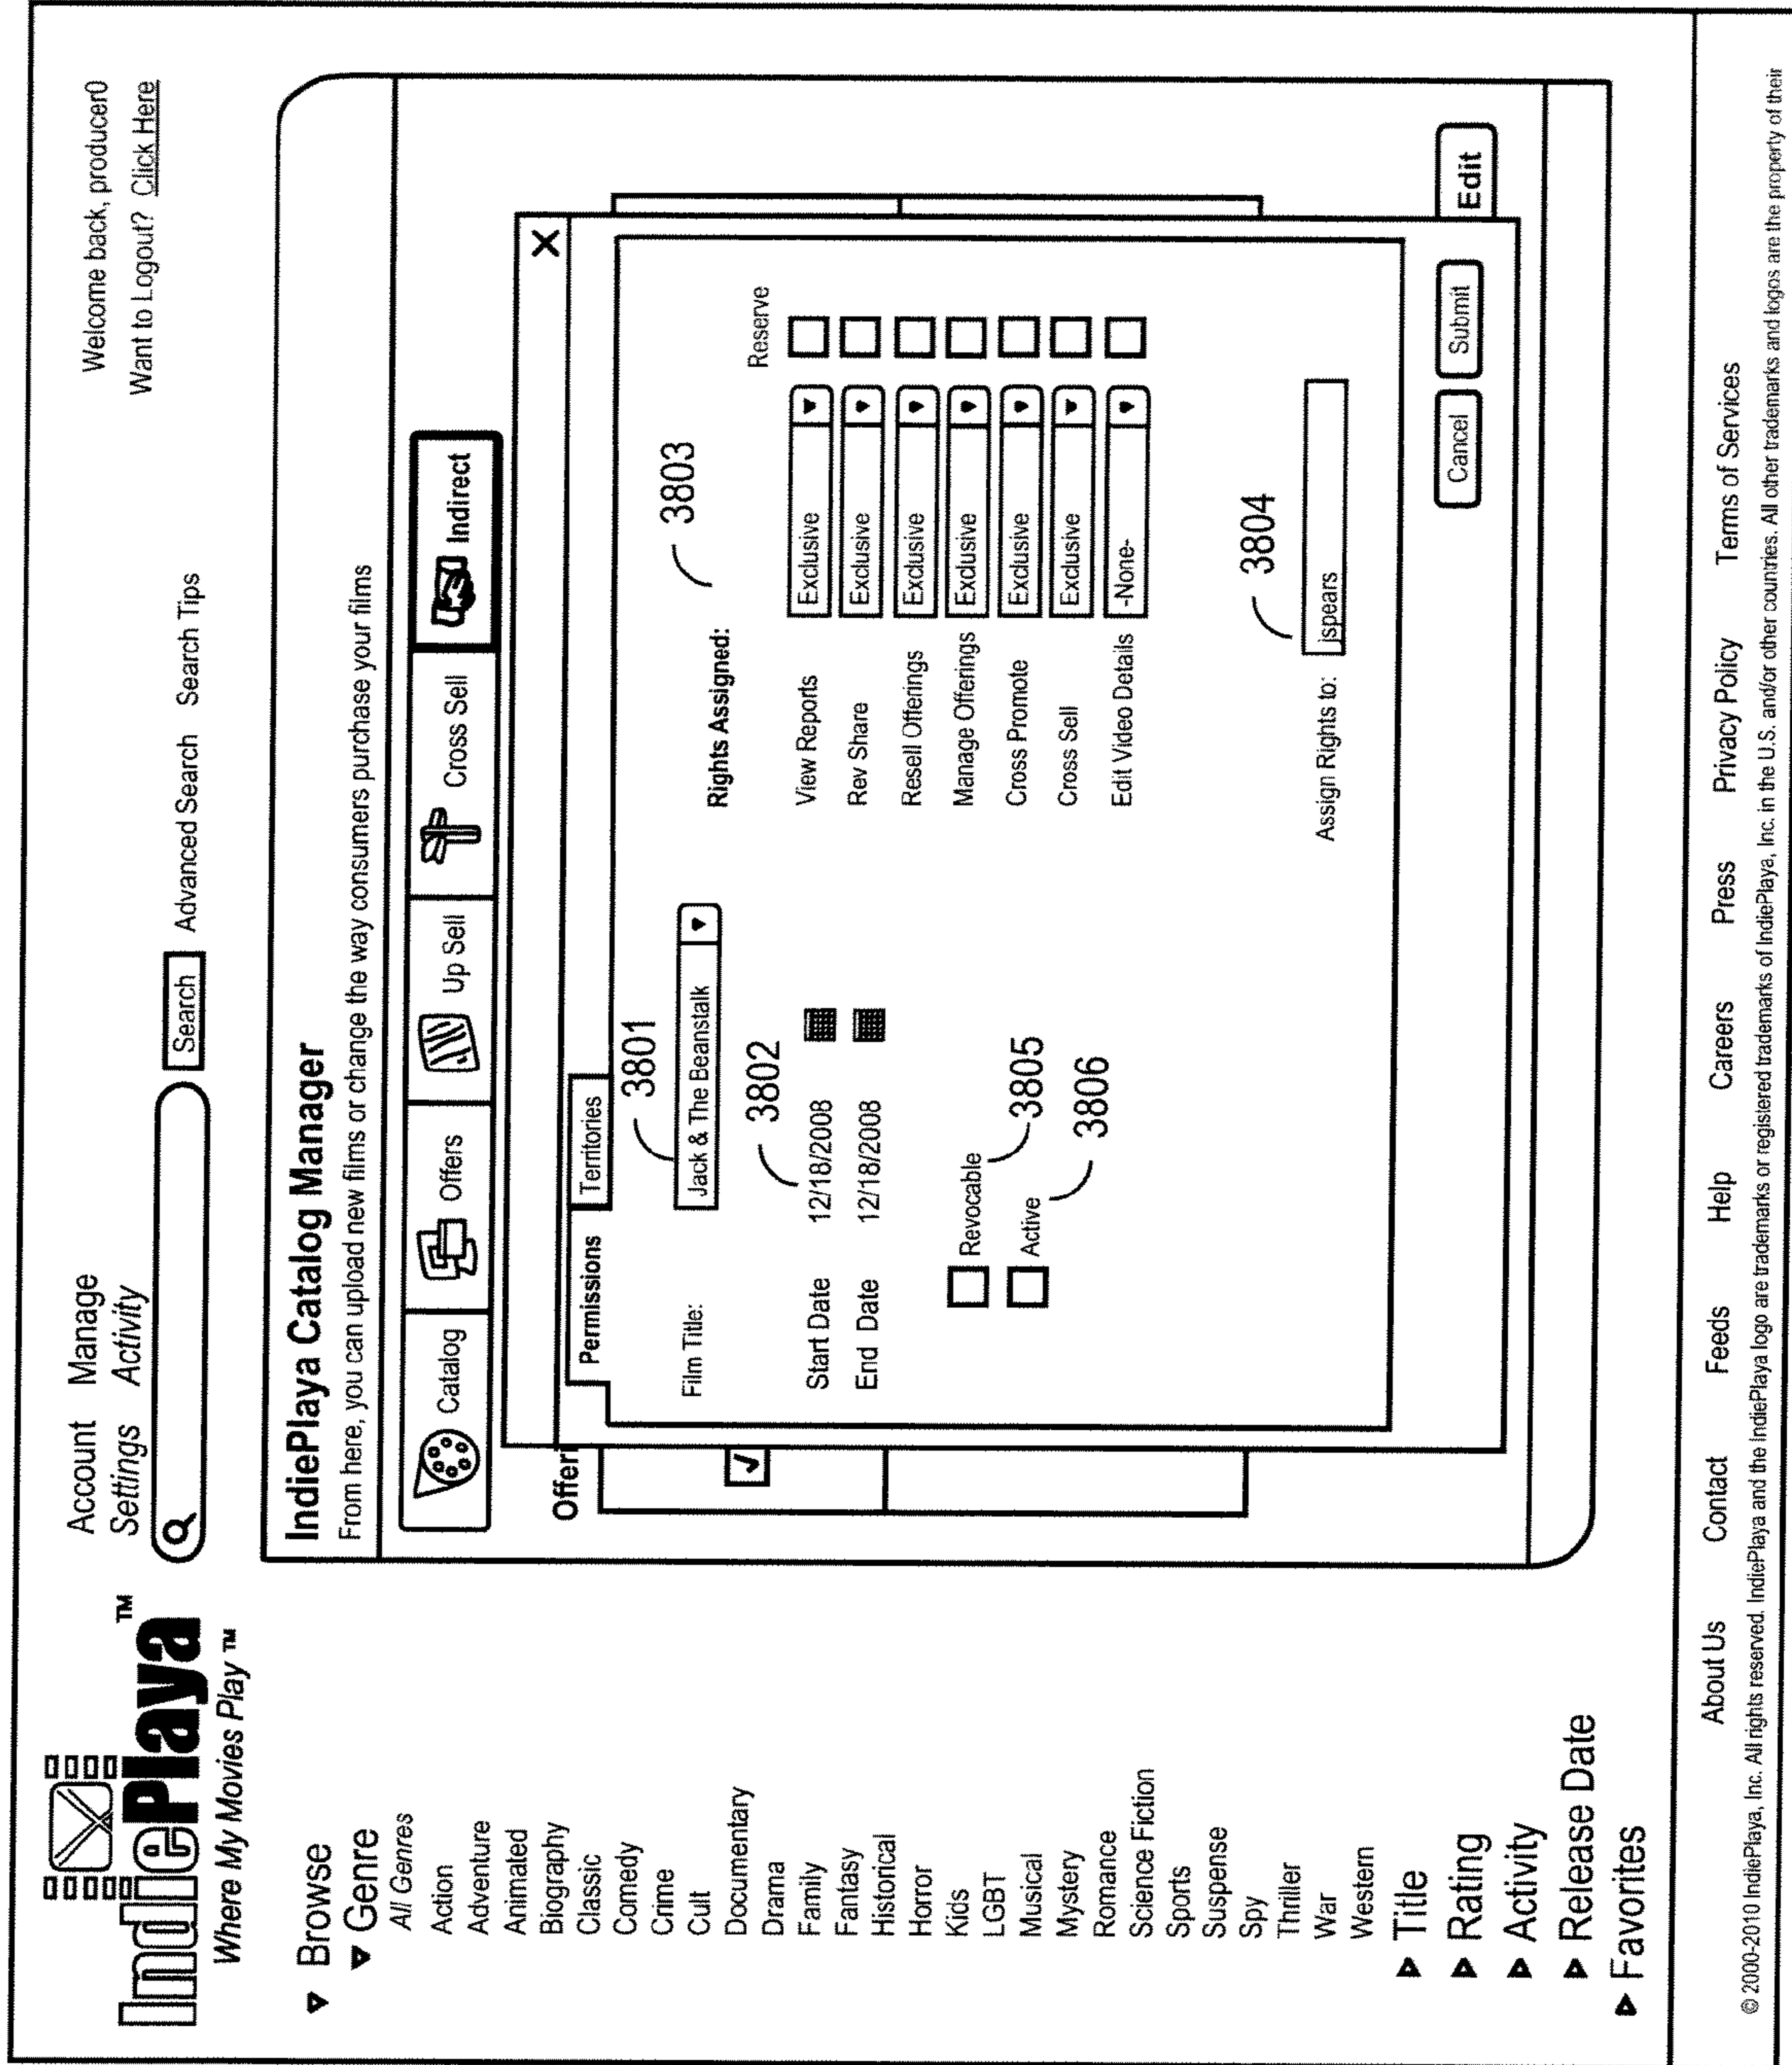 IndiePlaya™
Where My Movies Play ™
Account Manage
Settings Activity
Search Advanced Search Search Tips
Welcome back, producer0
Want to Logout? Click Here
Browse
Genre
All Genres
Action
Adventure
Animated
Biography
Classic
Comedy
Crime
Cult
Documentary
Drama
Family
Fantasy
Historical
Horror
Kids
LGBT
Musical
Mystery
Romance
Science Fiction
Sports
Suspense
Spy
Thriller
War
Western
Title
Rating
Activity
Release Date
Favorites
IndiePlaya Catalog Manager
From here, you can upload new films or change the way consumers purchase your films
Catalog Offers Up Sell Cross Sell Indirect
Offeri
X
Permissions Territories
3801
Film Title: Jack & The Beanstalk
3802
Start Date 12/18/2008
End Date 12/18/2008
Revocable 3805
Active 3806
3803
Rights Assigned:
Reserve
View Reports Exclusive
Rev Share Exclusive
Resell Offerings Exclusive
Manage Offerings Exclusive
Cross Promote Exclusive
Cross Sell Exclusive
Edit Video Details -None-
3804
Assign Rights to: jspears
Cancel Submit
Edit
About Us Contact Feeds Help Careers Press Privacy Policy Terms of Services
© 2000-2010 IndiePlaya, Inc. All rights reserved. IndiePlaya and the IndiePlaya logo are trademarks or registered trademarks of IndiePlaya, Inc. in the U.S. and/or other countries. All other trademarks and logos are the property of their